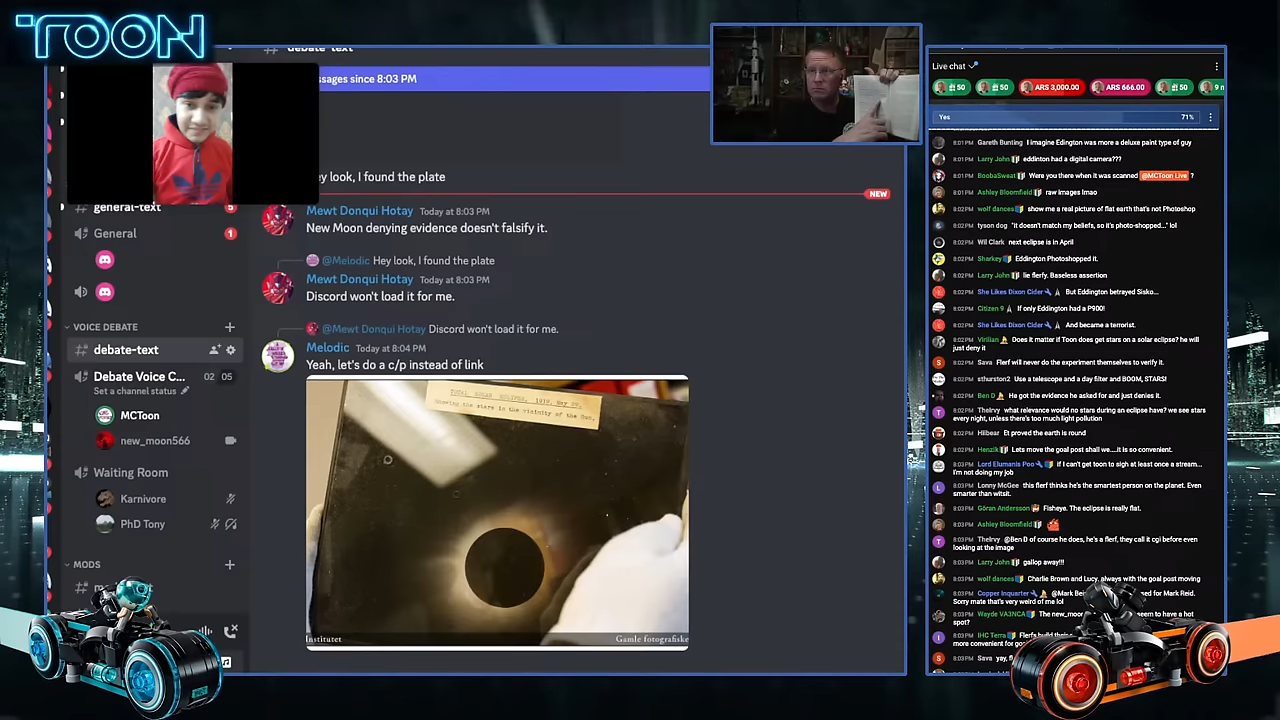 TOON
debate-text
ssages since 8:03 PM
ey look, I found the plate
NEW
Mewt Donqui Hotay Today at 8:03 PM
New Moon denying evidence doesn't falsify it.
@Melodic Hey look, I found the plate
Mewt Donqui Hotay Today at 8:03 PM
Discord won't load it for me.
@Mewt Donqui Hotay Discord won't load it for me.
Melodic Today at 8:04 PM
Yeah, let's do a c/p instead of link
TOTAL SOLAR ECLIPSE, 1919, May 29,
showing the stars in the vicinity of the Sun.
Institutet
Gamle fotografiske
general-text 5
General 1
VOICE DEBATE
debate-text
Debate Voice C... 02 05
Set a channel status
MCToon
new_moon566
Waiting Room
Karnivore
PhD Tony
MODS
Live chat
50
50
ARS 3,000.00
ARS 666.00
50
Yes 71%
8:01 PM Gareth Bunting I imagine Edington was more a deluxe paint type of guy
8:01 PM Larry John eddinton had a digital camera???
8:01 PM BoobaSweat Were you there when it was scanned @MCToon Live ?
8:01 PM Ashley Bloomfield raw images lmao
8:02 PM wolf dances show me a real picture of flat earth that's not Photoshop
8:02 PM tyson dog "it doesn't match my beliefs, so it's photo-shopped..." lol
8:02 PM Wil Clark next eclipse is in April
8:02 PM Sharkey Eddington Photoshopped it.
8:02 PM Larry John lie flerfy. Baseless assertion
8:02 PM She Likes Dixon Cider But Eddington betrayed Sisko...
8:02 PM Citizen 9 If only Eddington had a P900!
8:02 PM She Likes Dixon Cider And became a terrorist.
8:02 PM Virilian Does it matter if Toon does get stars on a solar eclipse? he will
just deny it
8:02 PM Sava Flerf will never do the experiment themselves to verify it.
8:02 PM sthurston2 Use a telescope and a day filter and BOOM, STARS!
8:02 PM Ben D He got the evidence he asked for and just denies it.
8:02 PM TheIrvy what relevance would no stars during an eclipse have? we see stars
every night, unless there's too much light pollution
8:02 PM Hilbear Et proved the earth is round
8:02 PM Henzik Lets move the goal post shall we....it is so convenient.
8:03 PM Lord Elumanis Poo if I can't get toon to sigh at least once a stream...
I'm not doing my job
8:03 PM Lonny McGee this flerf thinks he's the smartest person on the planet. Even
smarter than witsit.
8:03 PM Göran Andersson Fisheye. The eclipse is really flat.
8:03 PM Ashley Bloomfield
8:03 PM TheIrvy @Ben D of course he does, he's a flerf, they call it cgi before even
looking at the image
8:03 PM Larry John gallop away!!!
8:03 PM wolf dances Charlie Brown and Lucy, always with the goal post moving
8:03 PM Copper Inquarter @Mark Bei
Sorry mate that's very weird of me lol
8:03 PM Wayde VA3NCA The new_moo
spot?
8:03 PM IHC Terra Flerfs build thei
more convenient for
8:03 PM Sava yay, fl